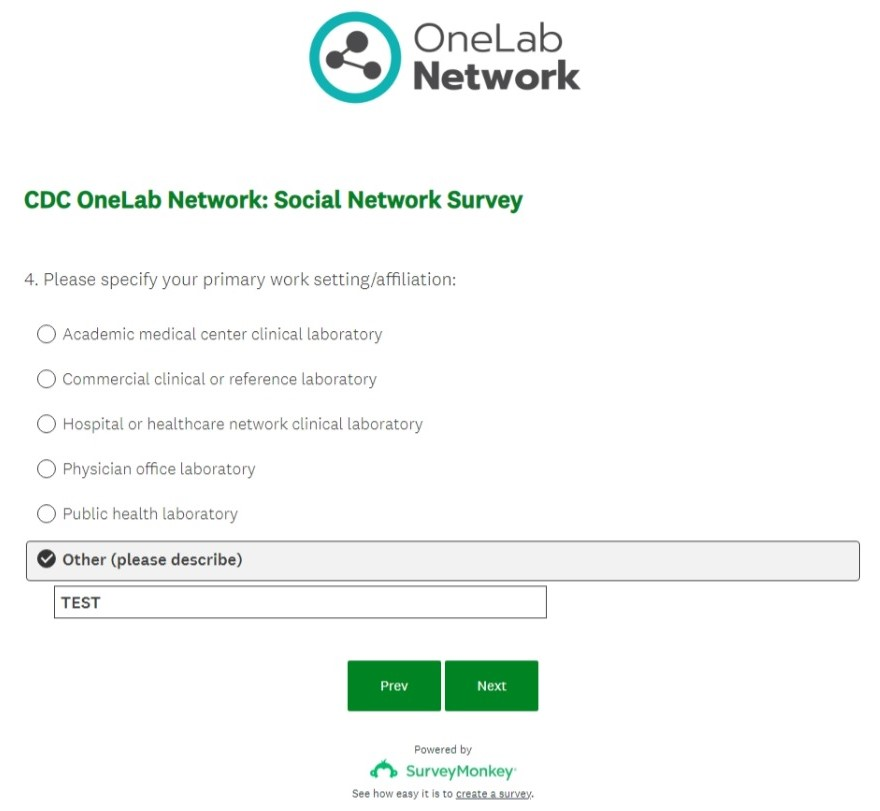 OneLab
Network
CDC OneLab Network: Social Network Survey
4. Please specify your primary work setting/affiliation:
Academic medical center clinical laboratory
Commercial clinical or reference laboratory
Hospital or healthcare network clinical laboratory
Physician office laboratory
Public health laboratory
Other (please describe)
TEST
Prev Next
Powered by
SurveyMonkey
See how easy it is to create a survey.